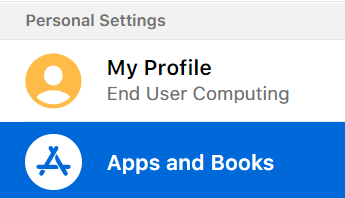 Personal Settings
My Profile
End User Computing
Apps and Books